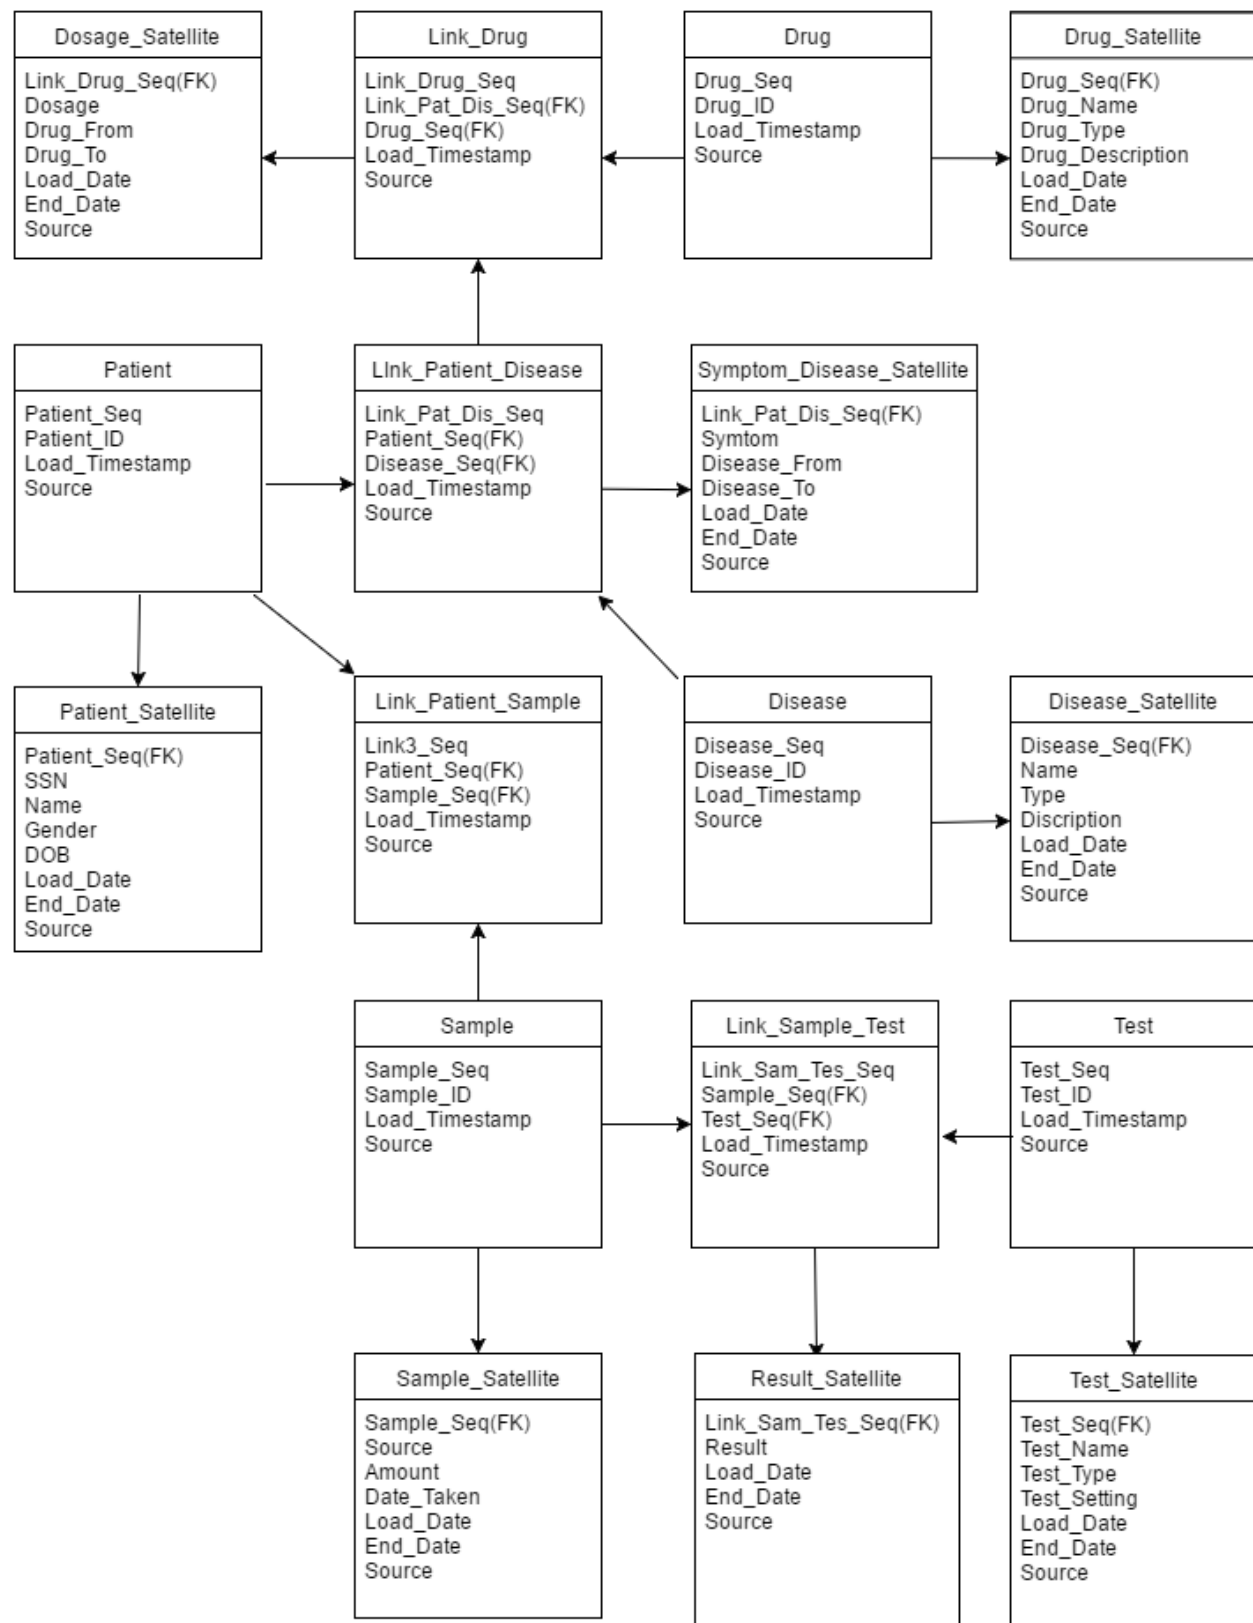 Dosage_Satellite
Link_Drug_Seq(FK)
Dosage
Drug_From
Drug_To
Load_Date
End_Date
Source
Link_Drug
Link_Drug_Seq
Link_Pat_Dis_Seq(FK)
Drug_Seq(FK)
Load_Timestamp
Source
Drug
Drug_Seq
Drug_ID
Load_Timestamp
Source
Drug_Satellite
Drug_Seq(FK)
Drug_Name
Drug_Type
Drug_Description
Load_Date
End_Date
Source
Patient
Patient_Seq
Patient_ID
Load_Timestamp
Source
LInk_Patient_Disease
Link_Pat_Dis_Seq
Patient_Seq(FK)
Disease_Seq(FK)
Load_Timestamp
Source
Symptom_Disease_Satellite
Link_Pat_Dis_Seq(FK)
Symtom
Disease_From
Disease_To
Load_Date
End_Date
Source
Patient_Satellite
Patient_Seq(FK)
SSN
Name
Gender
DOB
Load_Date
End_Date
Source
Link_Patient_Sample
Link3_Seq
Patient_Seq(FK)
Sample_Seq(FK)
Load_Timestamp
Source
Disease
Disease_Seq
Disease_ID
Load_Timestamp
Source
Disease_Satellite
Disease_Seq(FK)
Name
Type
Discription
Load_Date
End_Date
Source
Sample
Sample_Seq
Sample_ID
Load_Timestamp
Source
Link_Sample_Test
Link_Sam_Tes_Seq
Sample_Seq(FK)
Test_Seq(FK)
Load_Timestamp
Source
Test
Test_Seq
Test_ID
Load_Timestamp
Source
Sample_Satellite
Sample_Seq(FK)
Source
Amount
Date_Taken
Load_Date
End_Date
Source
Result_Satellite
Link_Sam_Tes_Seq(FK)
Result
Load_Date
End_Date
Source
Test_Satellite
Test_Seq(FK)
Test_Name
Test_Type
Test_Setting
Load_Date
End_Date
Source